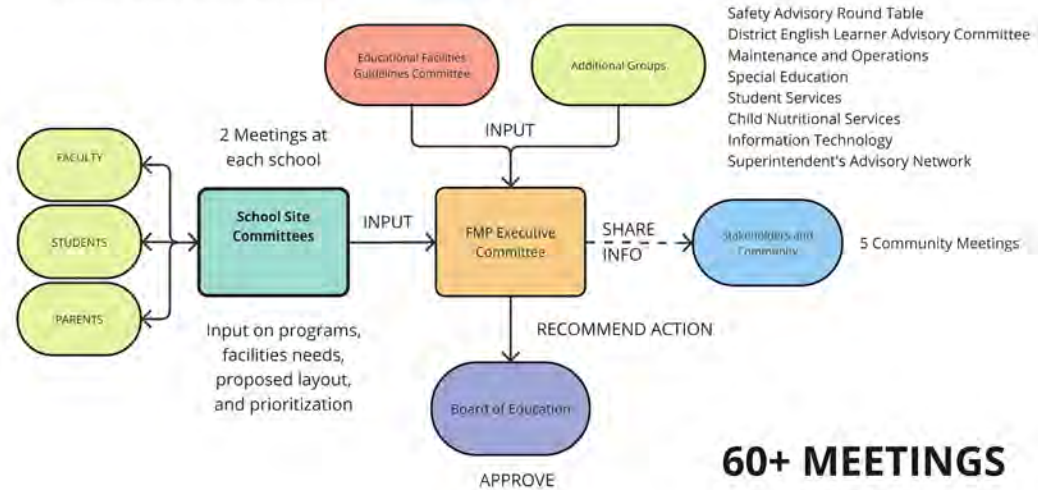 Safety Advisory Round Table
District English Learner Advisory Committee
Maintenance and Operations
Special Education
Student Services
Child Nutritional Services
Information Technology
Superintendent's Advisory Network
Educational Facilities
Guidelines Committee
Additional Groups
INPUT
2 Meetings at
each school
FACULTY
STUDENTS
PARENTS
School Site
Committees
INPUT
FMP Executive
Committee
SHARE
INFO
Stakeholders and
Community
5 Community Meetings
Input on programs,
facilities needs,
proposed layout,
and prioritization
RECOMMEND ACTION
Board of Education
APPROVE
60+ MEETINGS